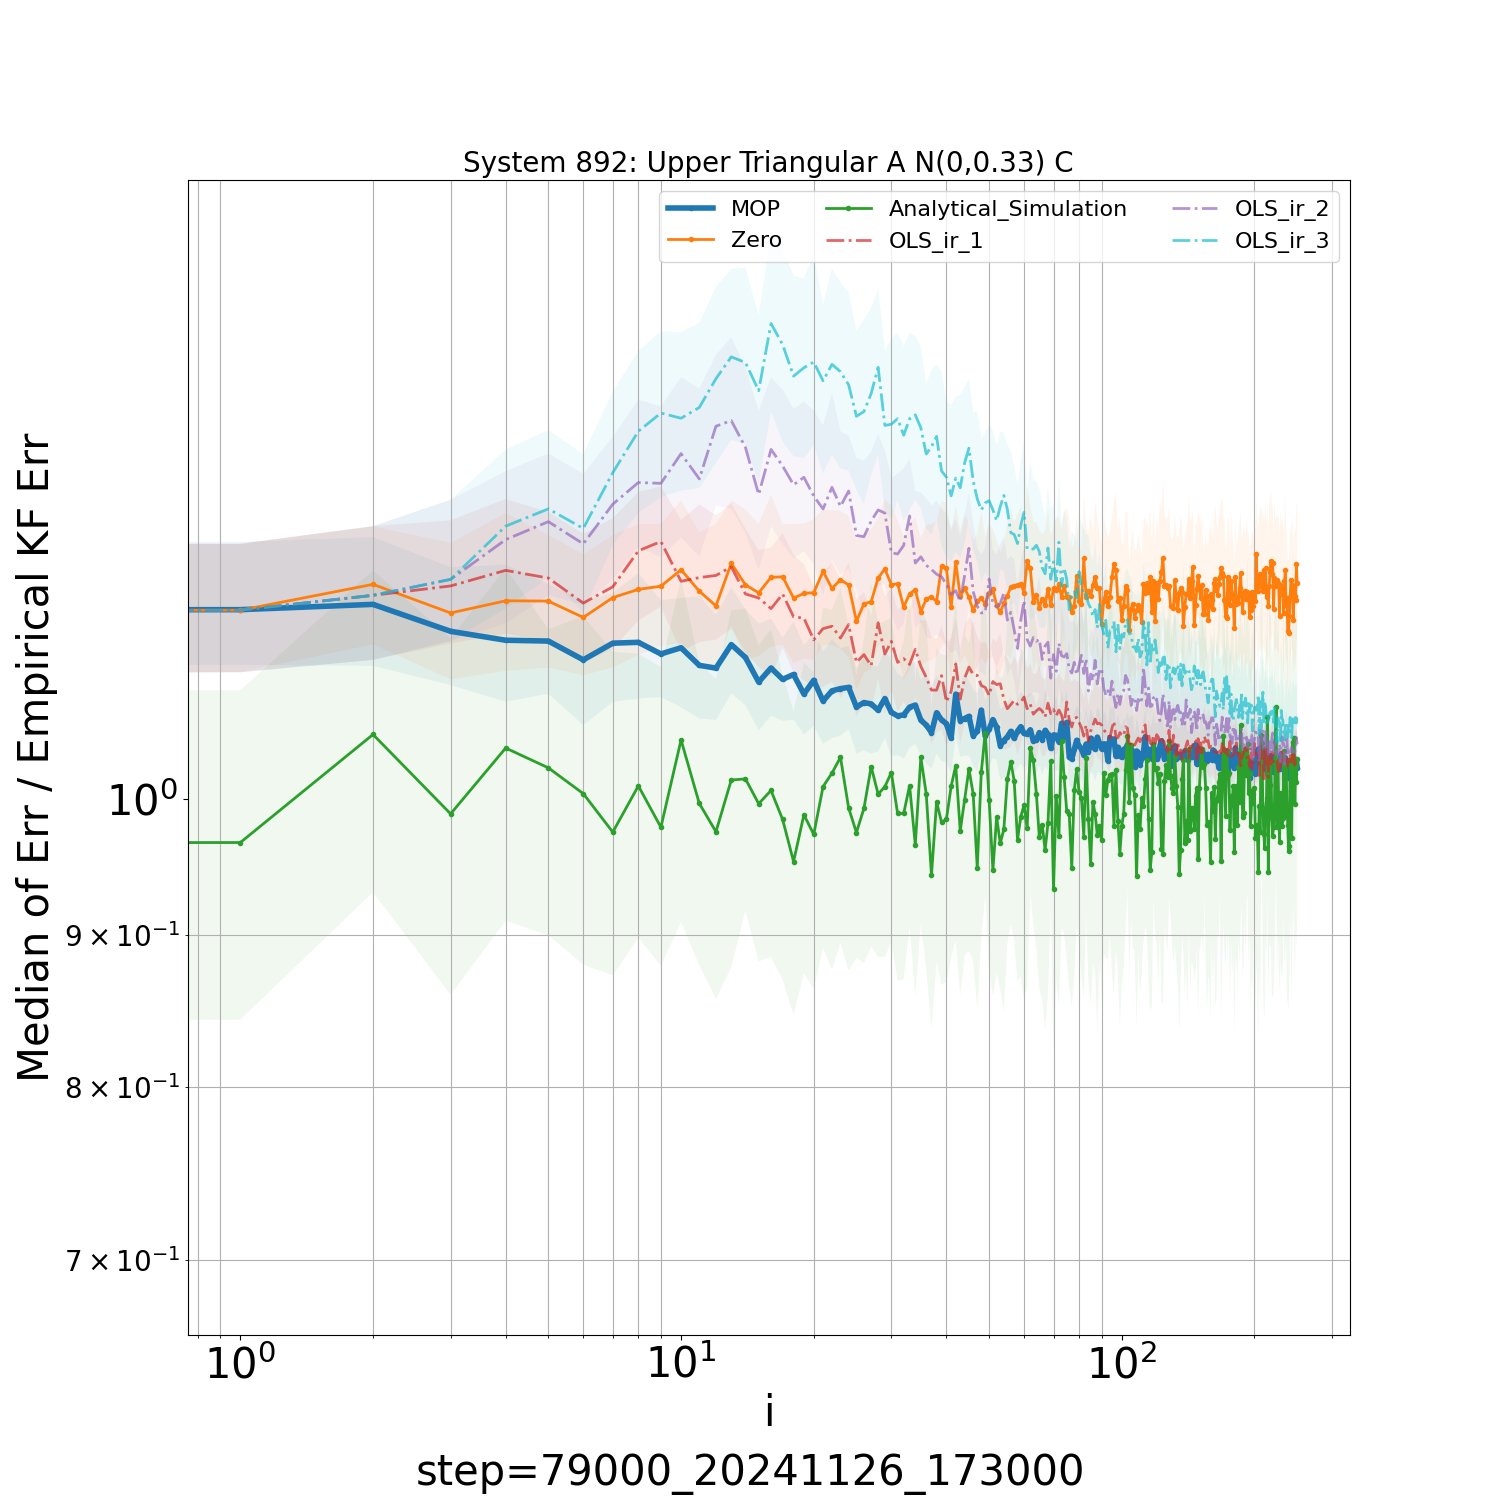 System 892: Upper Triangular A N(0,0.33) C
MOP
Zero
Analytical_Simulation
OLS_ir_1
OLS_ir_2
OLS_ir_3
Median of Err / Empirical KF Err
10⁰
9 × 10⁻¹
8 × 10⁻¹
7 × 10⁻¹
10⁰
10¹
10²
i
step=79000_20241126_173000